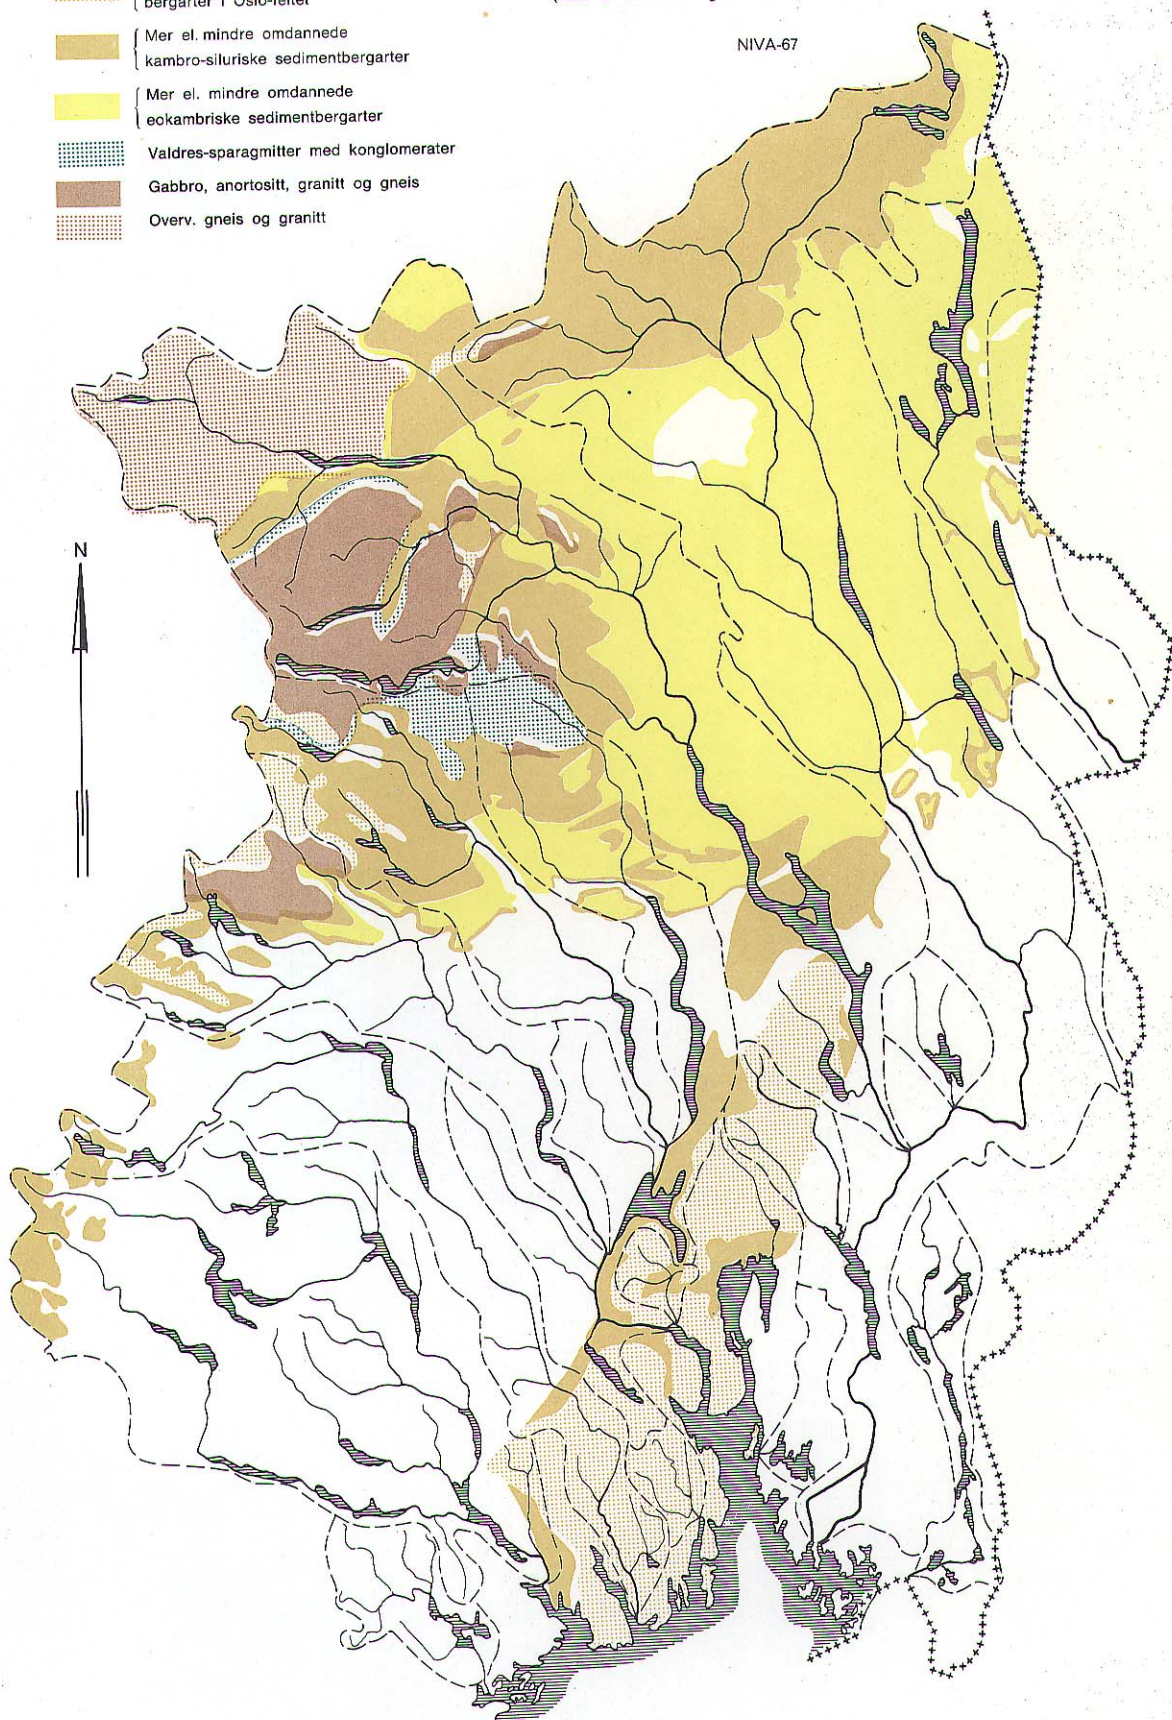 bergarter i Oslo-feltet
Mer el. mindre omdannede
kambro-siluriske sedimentbergarter
NIVA-67
Mer el. mindre omdannede
eokambriske sedimentbergarter
Valdres-sparagmitter med konglomerater
Gabbro, anortositt, granitt og gneis
Overv. gneis og granitt
N